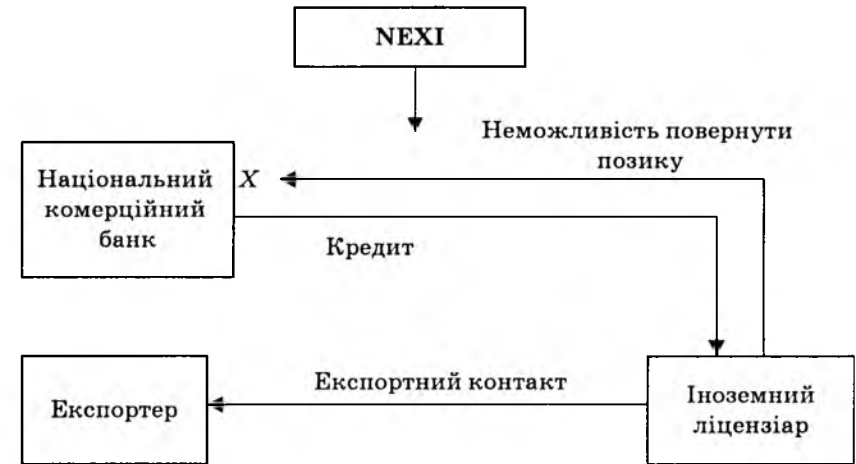 NEXI
Неможливість повернути
позику
Національний
комерційний
банк
X
Кредит
Експортний контакт
Експортер
Іноземний
ліцензіар